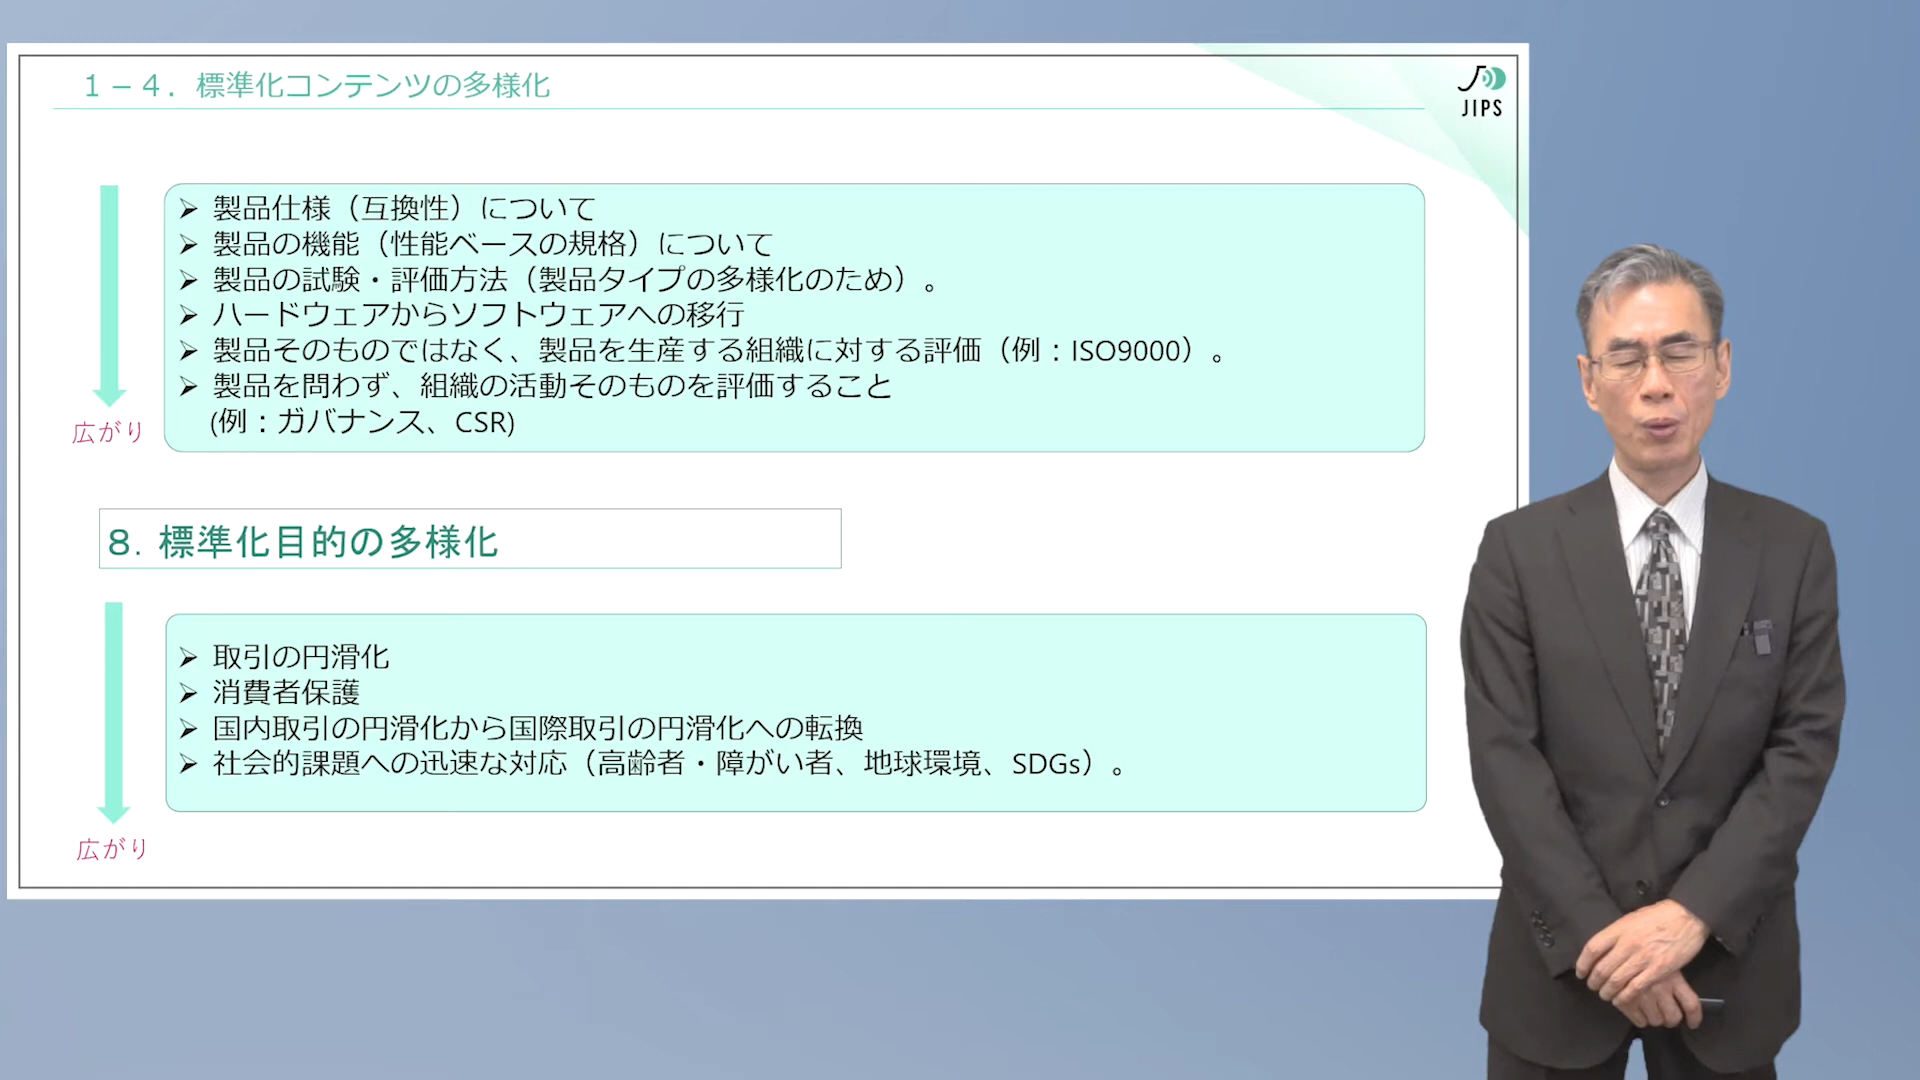 １－４．標準化コンテンツの多様化
JIPS
製品仕様（互換性）について
製品の機能（性能ベースの規格）について
製品の試験・評価方法（製品タイプの多様化のため）。
ハードウェアからソフトウェアへの移行
製品そのものではなく、製品を生産する組織に対する評価（例：ISO9000）。
製品を問わず、組織の活動そのものを評価すること
(例：ガバナンス、CSR)
広がり
８. 標準化目的の多様化
取引の円滑化
消費者保護
国内取引の円滑化から国際取引の円滑化への転換
社会的課題への迅速な対応（高齢者・障がい者、地球環境、SDGs）。
広がり